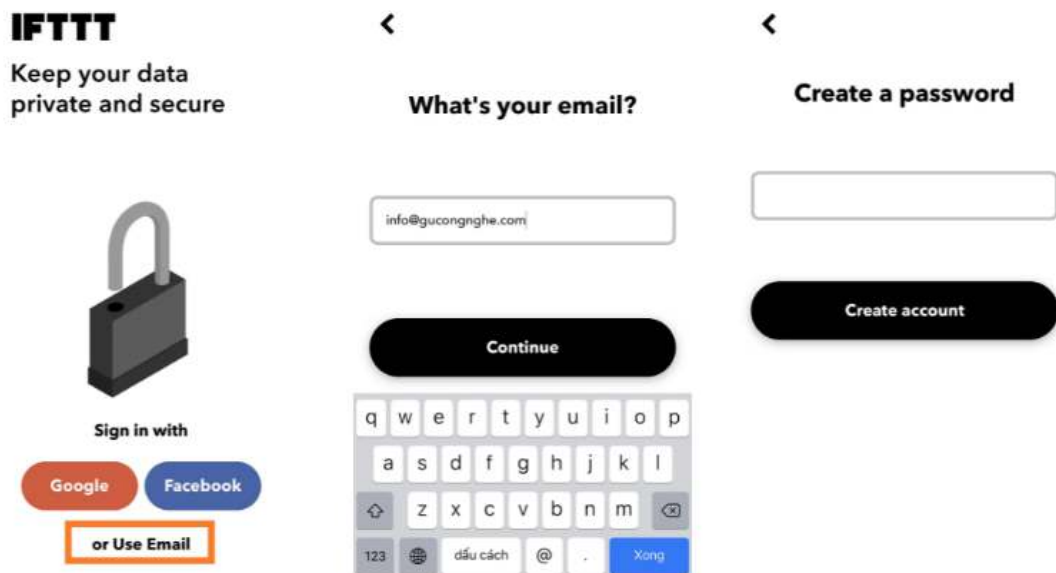 IFTTT
Keep your data
private and secure
Sign in with
Google
Facebook
or Use Email
What's your email?
info@gucongnghe.com
Continue
q w e r t y u i o p
a s d f g h j k l
z x c v b n m
123 dấu cách @ . Xong
Create a password
Create account